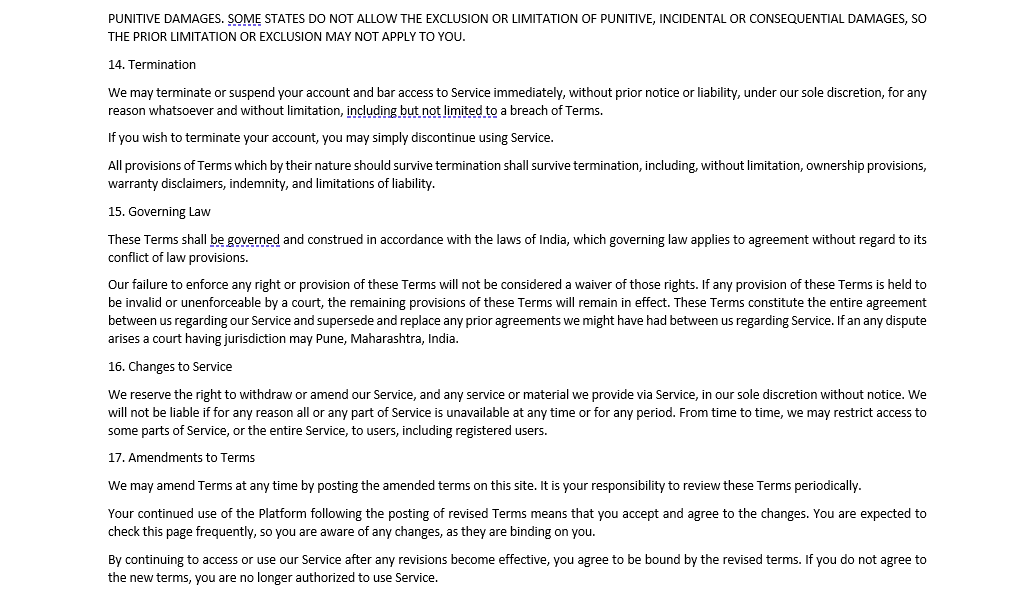 PUNITIVE DAMAGES. SOME STATES DO NOT ALLOW THE EXCLUSION OR LIMITATION OF PUNITIVE, INCIDENTAL OR CONSEQUENTIAL DAMAGES, SO
THE PRIOR LIMITATION OR EXCLUSION MAY NOT APPLY TO YOU.
14. Termination
We may terminate or suspend your account and bar access to Service immediately, without prior notice or liability, under our sole discretion, for any
reason whatsoever and without limitation, including but not limited to a breach of Terms.
If you wish to terminate your account, you may simply discontinue using Service.
All provisions of Terms which by their nature should survive termination shall survive termination, including, without limitation, ownership provisions,
warranty disclaimers, indemnity, and limitations of liability.
15. Governing Law
These Terms shall be governed and construed in accordance with the laws of India, which governing law applies to agreement without regard to its
conflict of law provisions.
Our failure to enforce any right or provision of these Terms will not be considered a waiver of those rights. If any provision of these Terms is held to
be invalid or unenforceable by a court, the remaining provisions of these Terms will remain in effect. These Terms constitute the entire agreement
between us regarding our Service and supersede and replace any prior agreements we might have had between us regarding Service. If an any dispute
arises a court having jurisdiction may Pune, Maharashtra, India.
16. Changes to Service
We reserve the right to withdraw or amend our Service, and any service or material we provide via Service, in our sole discretion without notice. We
will not be liable if for any reason all or any part of Service is unavailable at any time or for any period. From time to time, we may restrict access to
some parts of Service, or the entire Service, to users, including registered users.
17. Amendments to Terms
We may amend Terms at any time by posting the amended terms on this site. It is your responsibility to review these Terms periodically.
Your continued use of the Platform following the posting of revised Terms means that you accept and agree to the changes. You are expected to
check this page frequently, so you are aware of any changes, as they are binding on you.
By continuing to access or use our Service after any revisions become effective, you agree to be bound by the revised terms. If you do not agree to
the new terms, you are no longer authorized to use Service.